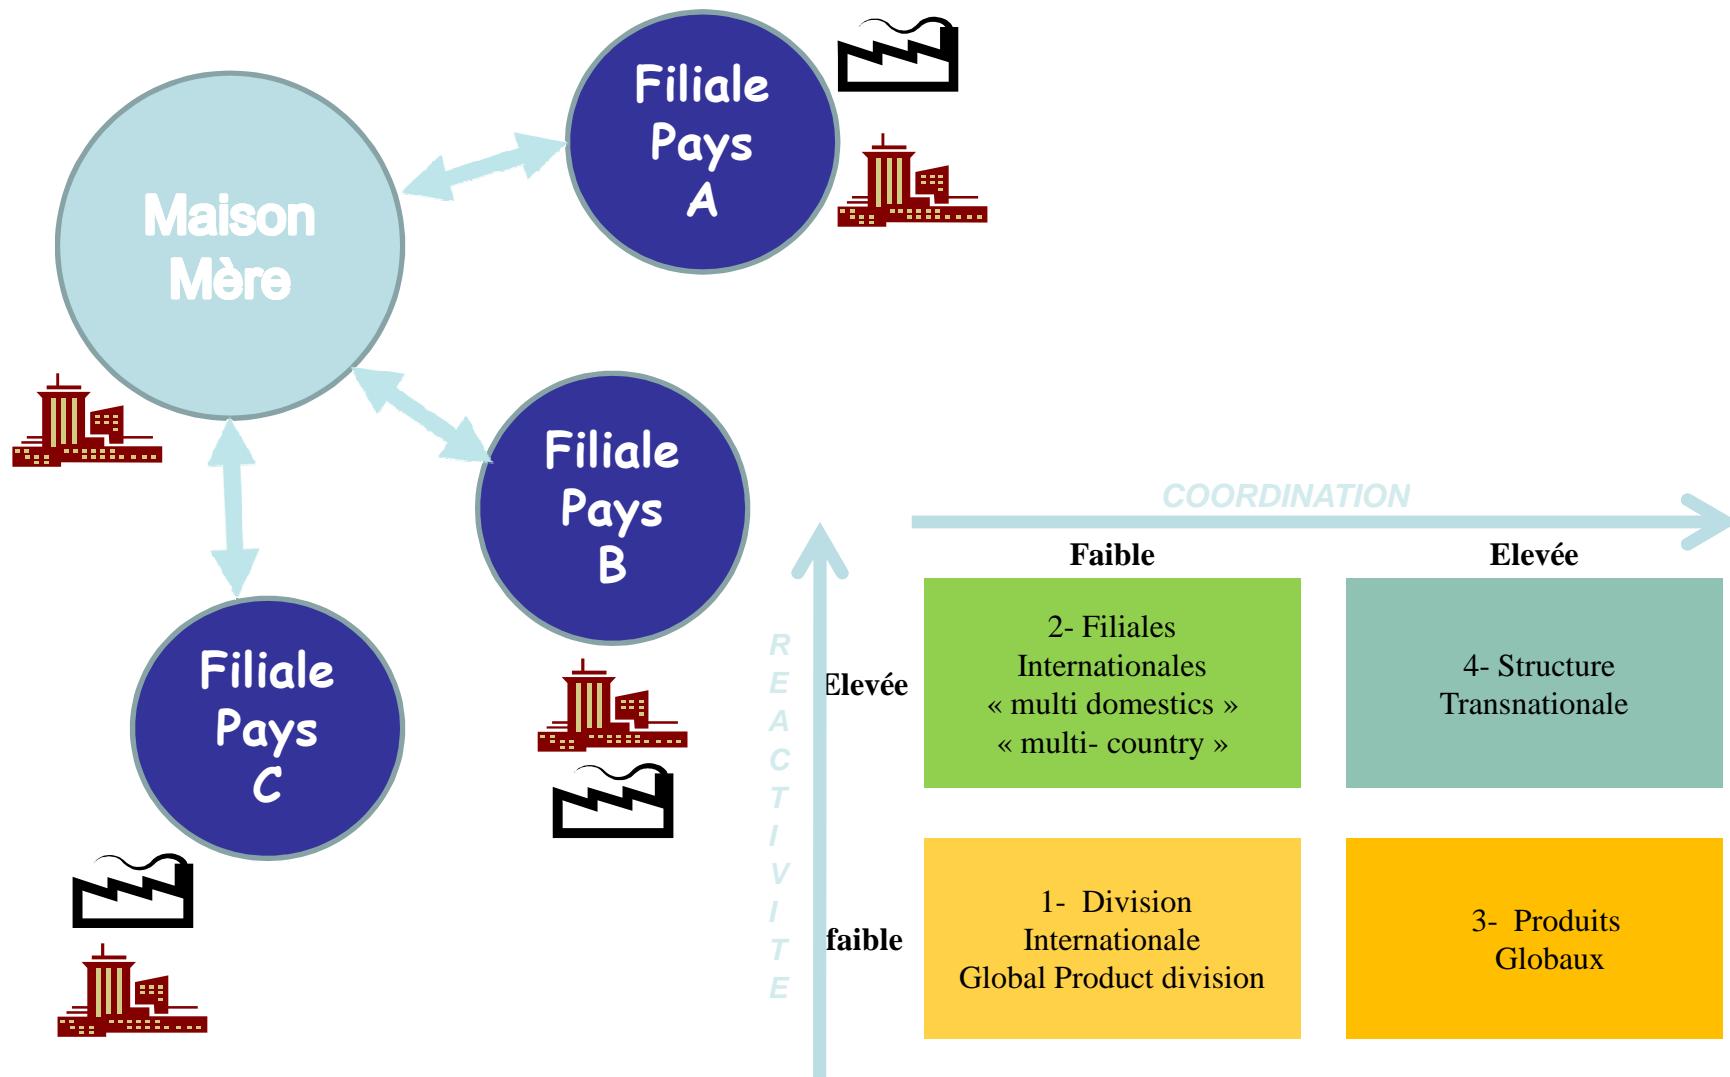 Maison
Mère
Filiale
Pays
A
Filiale
Pays
B
Filiale
Pays
C
COORDINATION
Faible
Elevée
REACTIVITE
Elevée
2- Filiales
Internationales
« multi domestics »
« multi- country »
4- Structure
Transnationale
faible
1- Division
Internationale
Global Product division
3- Produits
Globaux